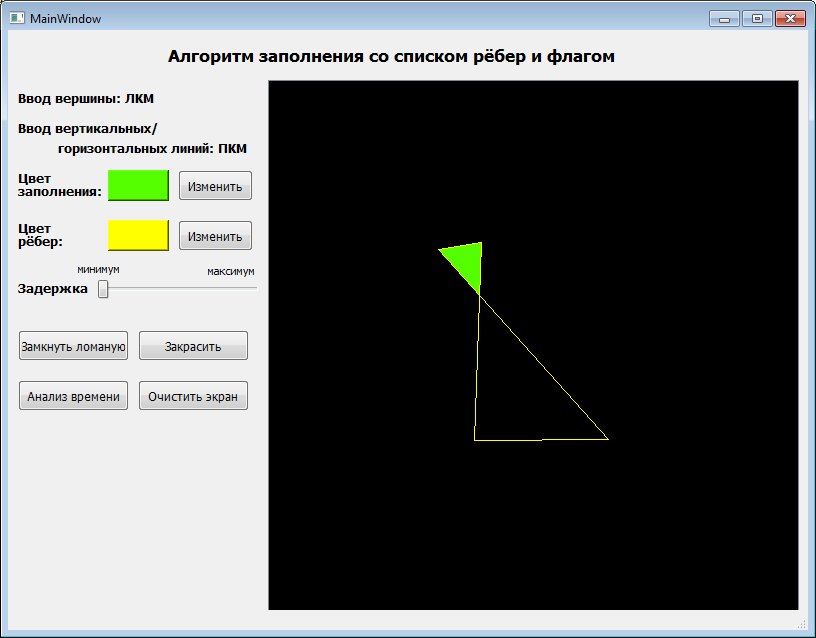 MainWindow
Алгоритм заполнения со списком рёбер и флагом
Ввод вершины: ЛКМ
Ввод вертикальных/
горизонтальных линий: ПКМ
Цвет
заполнения:
Изменить
Цвет
рёбер:
Изменить
минимум
максимум
Задержка
Замкнуть ломаную
Закрасить
Анализ времени
Очистить экран